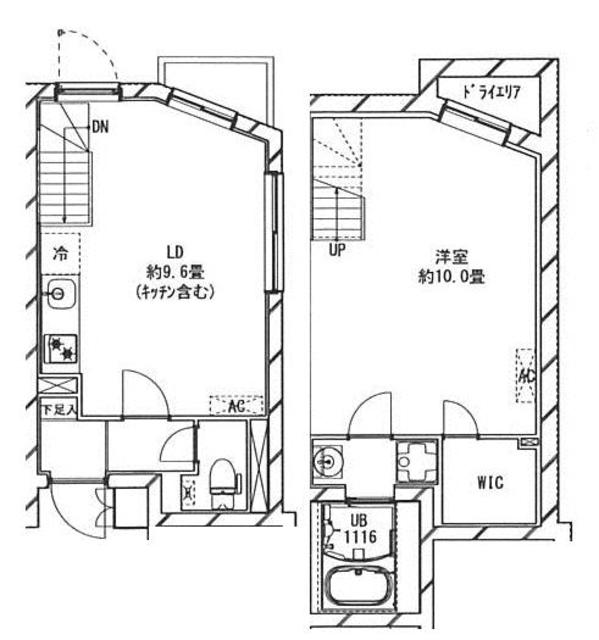 DN
冷
LD
約9.6畳
(ｷｯﾁﾝ含む)
AC
下足入
ﾄﾞﾗｲｴﾘｱ
UP
洋室
約10.0畳
AC
WIC
UB
1116